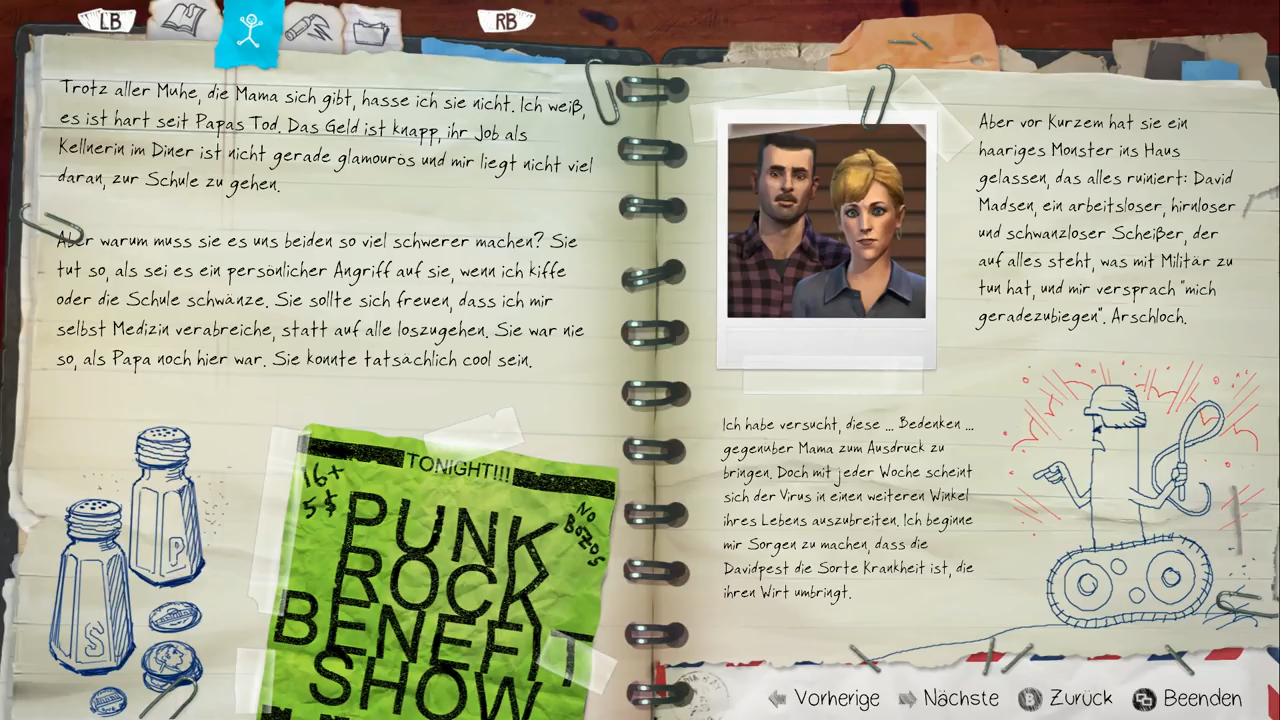 LB
RB
Trotz aller Mühe, die Mama sich gibt, hasse ich sie nicht. Ich weiß,
es ist hart seit Papas Tod. Das Geld ist knapp, ihr Job als
Kellnerin im Diner ist nicht gerade glamourös und mir liegt nicht viel
daran, zur Schule zu gehen.
Aber warum muss sie es uns beiden so viel schwerer machen? Sie
tut so, als sei es ein persönlicher Angriff auf sie, wenn ich kiffe
oder die Schule schwänze. Sie sollte sich freuen, dass ich mir
selbst Medizin verabreiche, statt auf alle loszugehen. Sie war nie
so, als Papa noch hier war. Sie konnte tatsächlich cool sein.
P
S
TONIGHT!!!
16+
5$
NO
BOZOS
PUNK
ROCK
BENEFIT
SHOW
Aber vor Kurzem hat sie ein
haariges Monster ins Haus
gelassen, das alles ruiniert: David
Madsen, ein arbeitsloser, hirnloser
und schwanzloser Scheißer, der
auf alles steht, was mit Militär zu
tun hat, und mir versprach "mich
geradezubiegen". Arschloch.
Ich habe versucht, diese ... Bedenken ...
gegenüber Mama zum Ausdruck zu
bringen. Doch mit jeder Woche scheint
sich der Virus in einen weiteren Winkel
ihres Lebens auszubreiten. Ich beginne
mir Sorgen zu machen, dass die
Davidpest die Sorte Krankheit ist, die
ihren Wirt umbringt.
Vorherige Nächste B Zurück Beenden